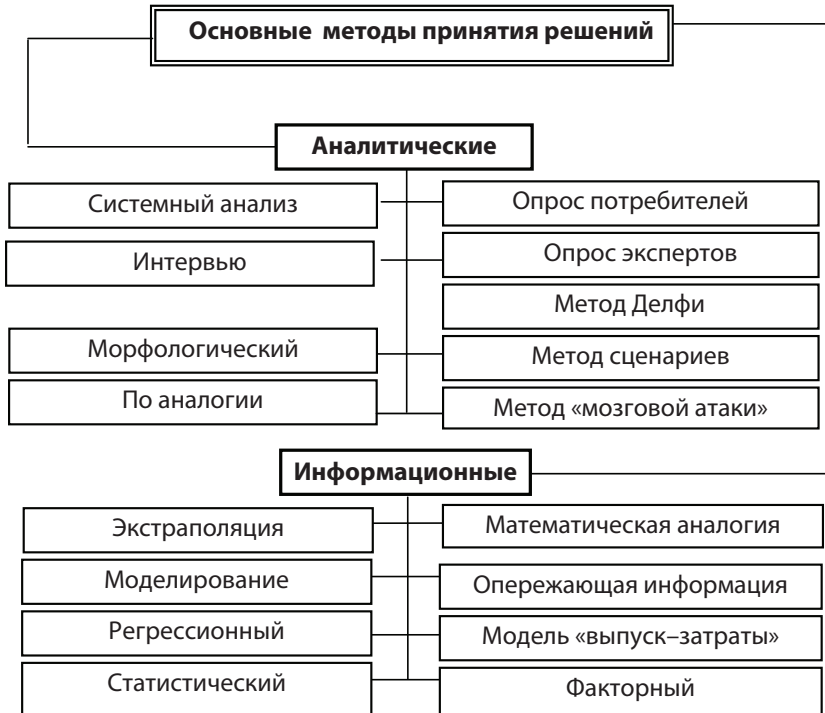 Основные методы принятия решений
Аналитические
Системный анализ
Опрос потребителей
Интервью
Опрос экспертов
Метод Делфи
Морфологический
Метод сценариев
По аналогии
Метод «мозговой атаки»
Информационные
Экстраполяция
Математическая аналогия
Моделирование
Опережающая информация
Регрессионный
Модель «выпуск–затраты»
Статистический
Факторный